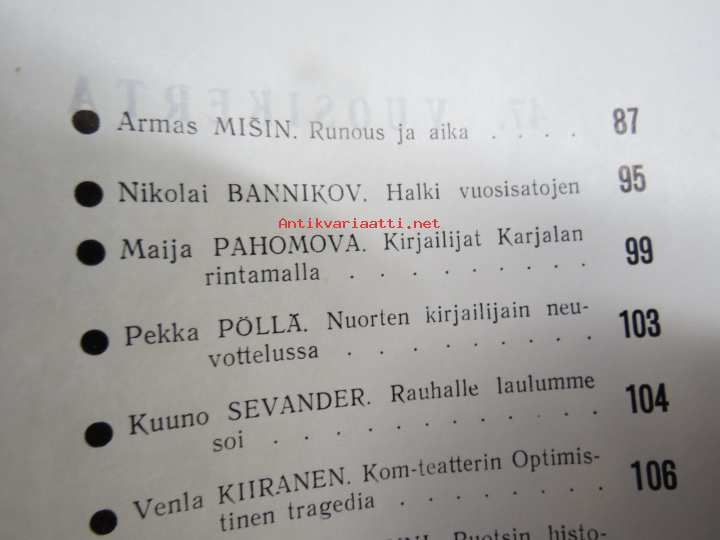 ● Armas MIŠIN. Runous ja aika . . . . 87
● Nikolai BANNIKOV. Halki vuosisatojen 95
Antikvariaatti.net
● Maija PAHOMOVA. Kirjailijat Karjalan
rintamalla . . . . . . . . . 99
● Pekka PÖLLÄ. Nuorten kirjailijain neu-
vottelussa . . . . . . . . . 103
● Kuuno SEVANDER. Rauhalle laulumme
soi . . . . . . . . . . . 104
● Venla KIIRANEN. Kom-teatterin Optimis-
tinen tragedia . . . . . . . 106
Ruotsin histo-